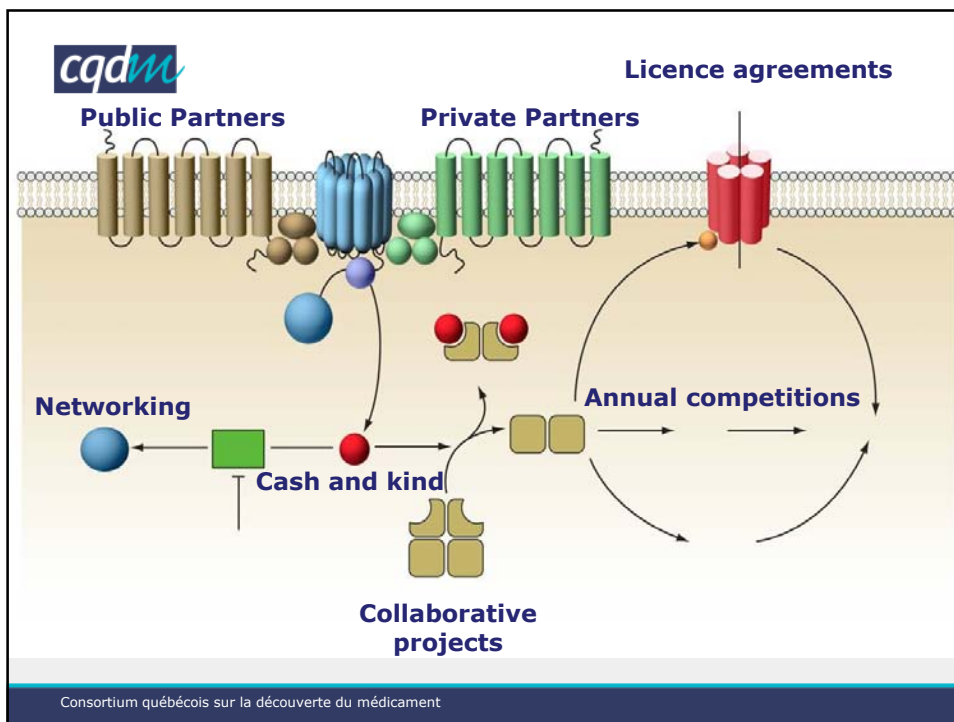 cqdm
Licence agreements
Public Partners
Private Partners
Networking
Annual competitions
Cash and kind
Collaborative
projects
Consortium québécois sur la découverte du médicament